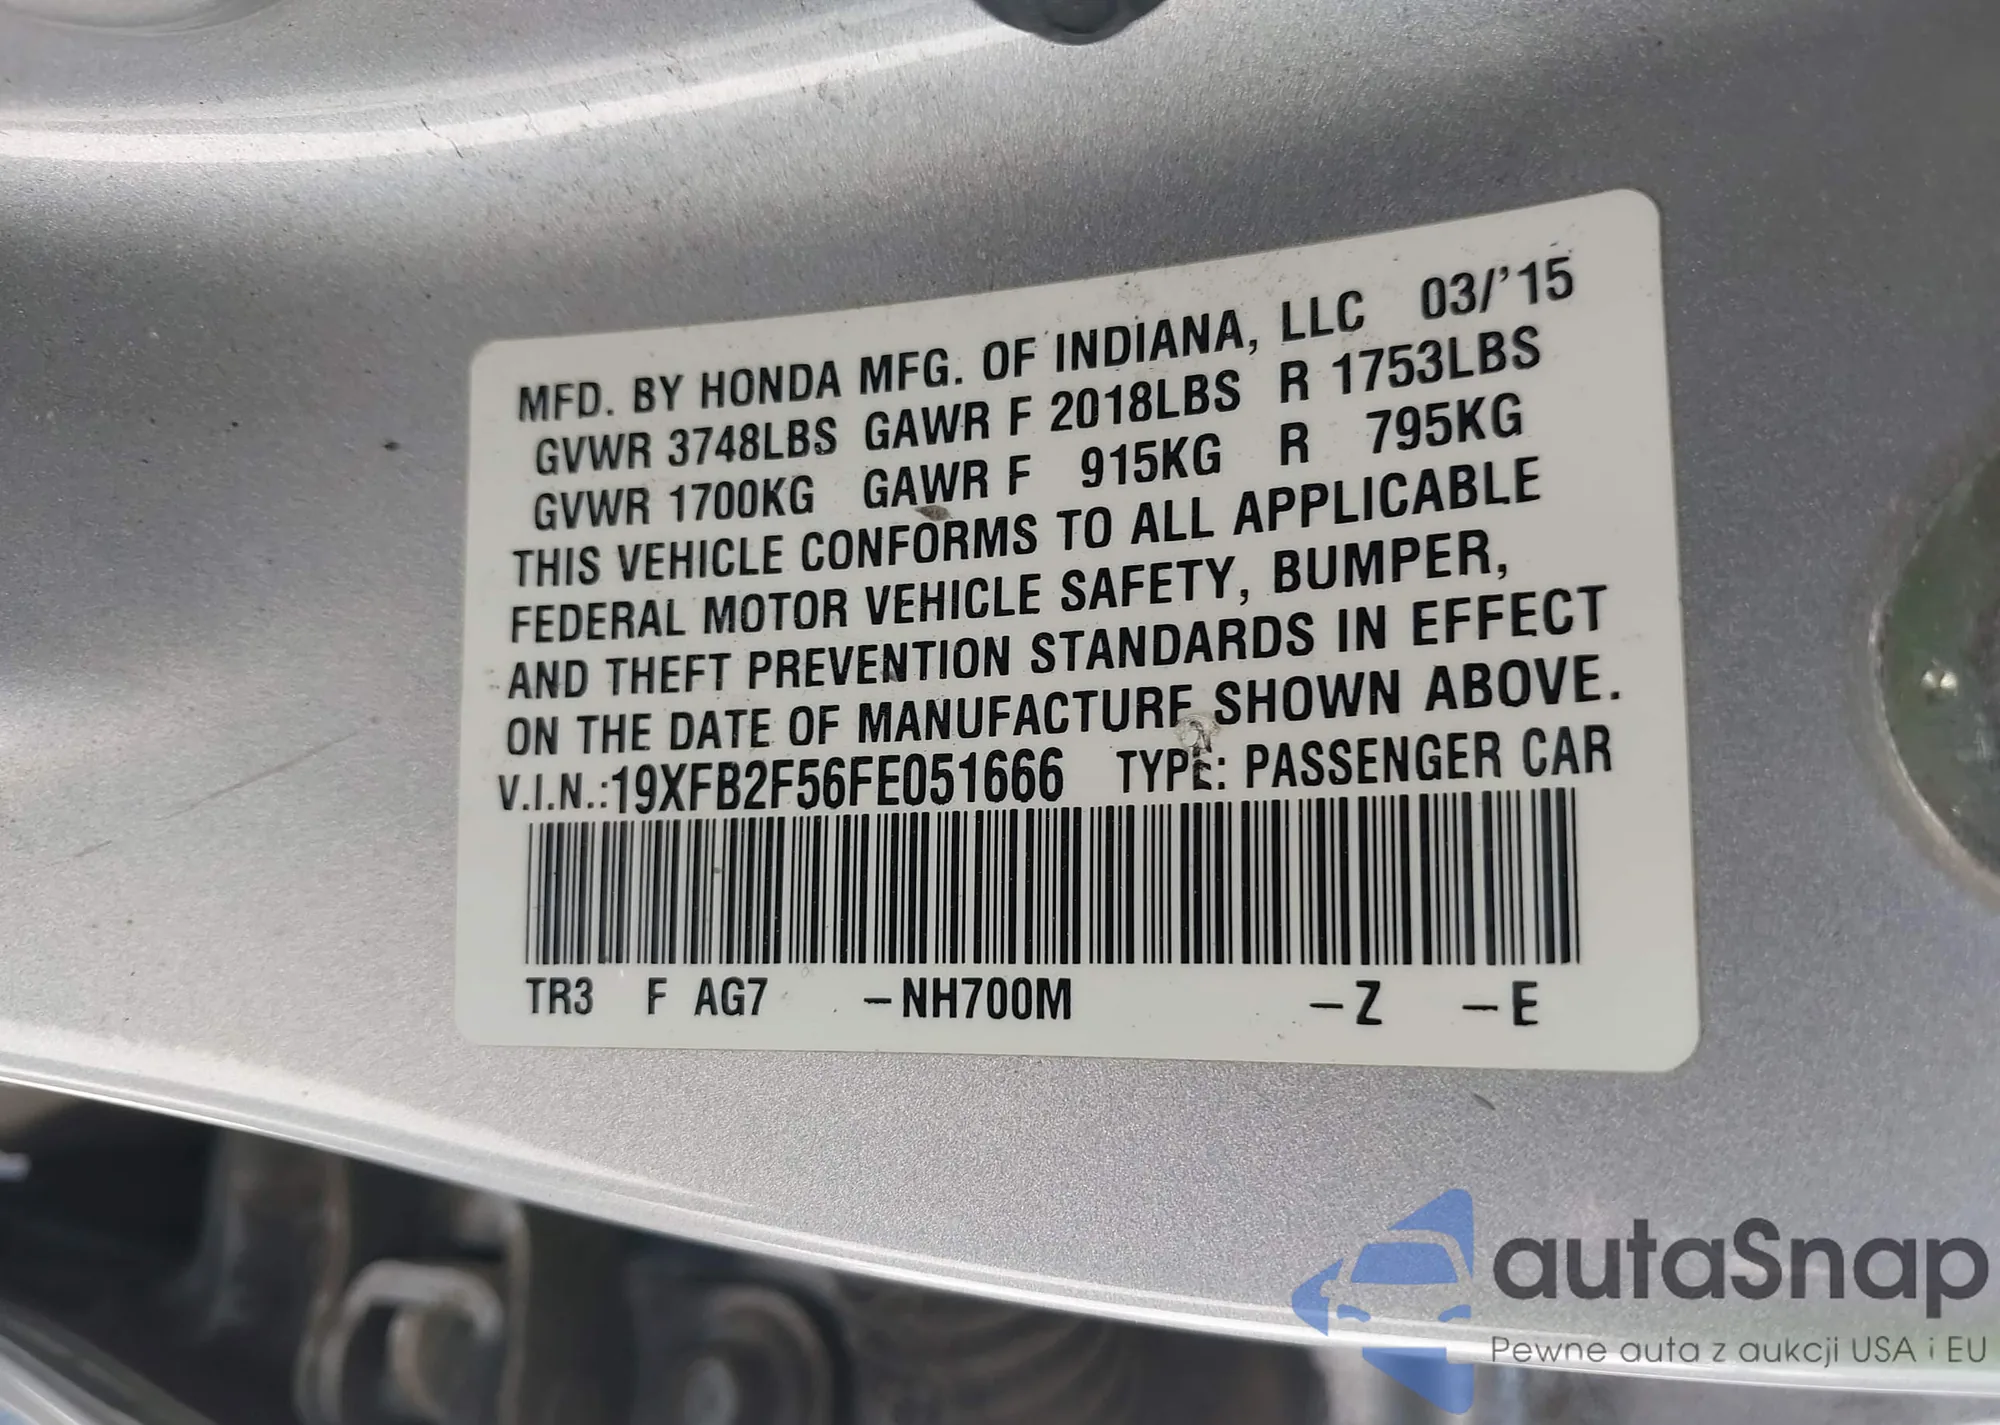 MFD. BY HONDA MFG. OF INDIANA, LLC 03/'15
GVWR 3748LBS GAWR F 2018LBS R 1753LBS
GVWR 1700KG GAWR F 915KG R 795KG
THIS VEHICLE CONFORMS TO ALL APPLICABLE
FEDERAL MOTOR VEHICLE SAFETY, BUMPER,
AND THEFT PREVENTION STANDARDS IN EFFECT
ON THE DATE OF MANUFACTURE SHOWN ABOVE.
V.I.N.:19XFB2F56FE051666 TYPE: PASSENGER CAR
TR3 F AG7 –NH700M –Z –E
autaSnap
Pewne auta z aukcji USA i EU